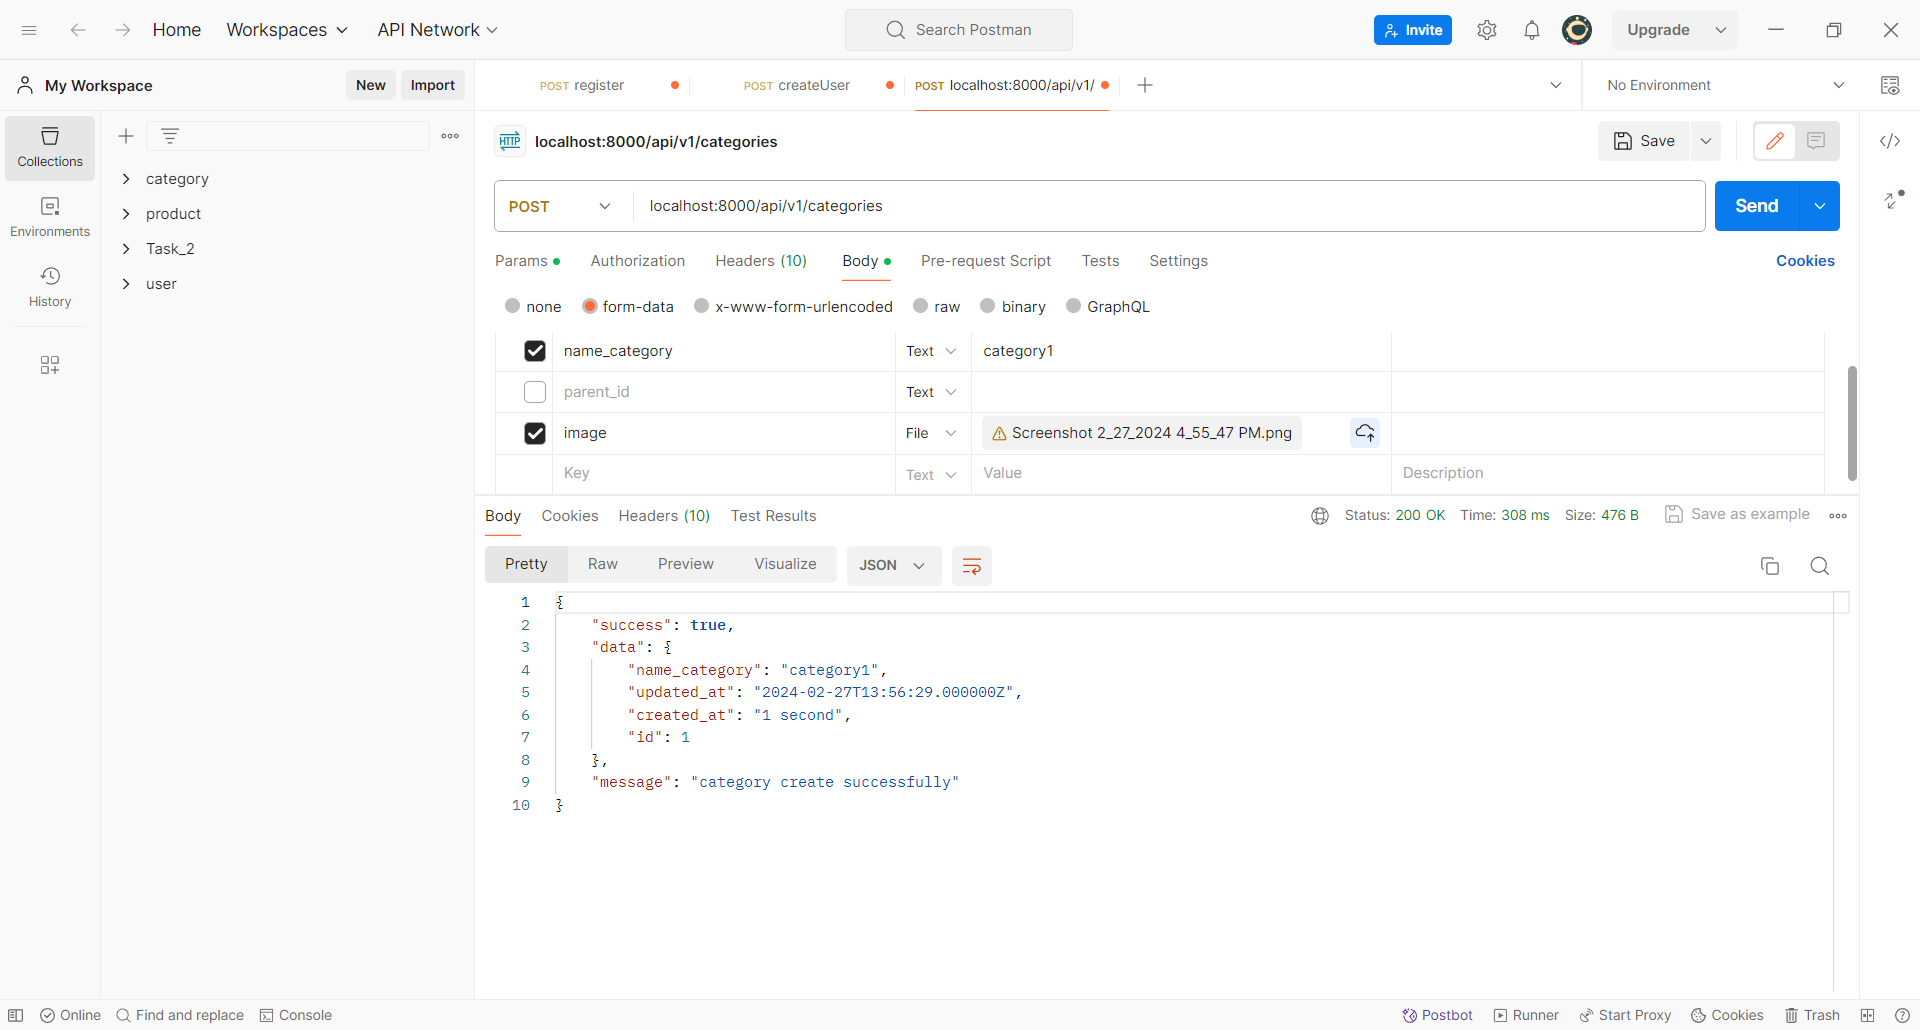 Home Workspaces API Network Search Postman Invite Upgrade
My Workspace New Import POST register POST createUser POST localhost:8000/api/v1/ No Environment
Collections
Environments
History
category
product
Task_2
user
HTTP localhost:8000/api/v1/categories Save
POST localhost:8000/api/v1/categories Send
Params Authorization Headers (10) Body Pre-request Script Tests Settings Cookies
none form-data x-www-form-urlencoded raw binary GraphQL
name_category Text category1
parent_id Text
image File Screenshot 2_27_2024 4_55_47 PM.png
Key Text Value Description
Body Cookies Headers (10) Test Results Status: 200 OK Time: 308 ms Size: 476 B Save as example
Pretty Raw Preview Visualize JSON
1 {
2 "success": true,
3 "data": {
4 "name_category": "category1",
5 "updated_at": "2024-02-27T13:56:29.000000Z",
6 "created_at": "1 second",
7 "id": 1
8 },
9 "message": "category create successfully"
10 }
Online Find and replace Console Postbot Runner Start Proxy Cookies Trash